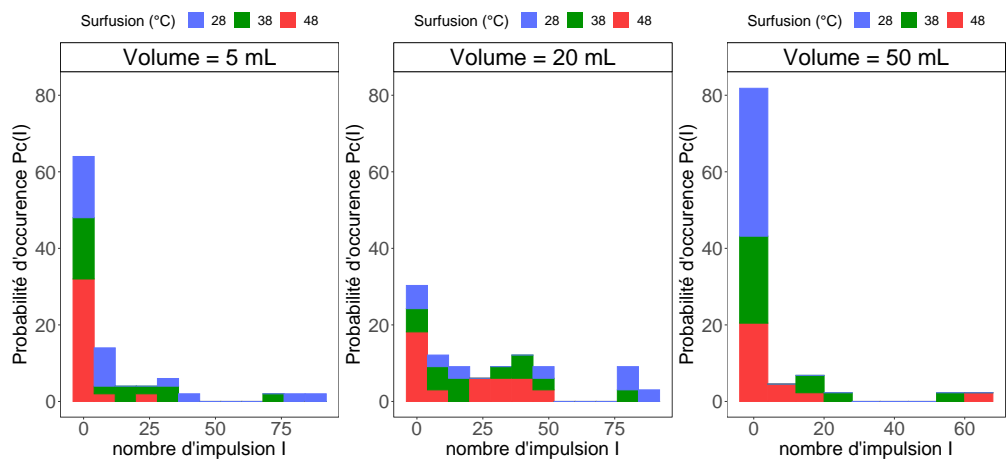 Surfusion (°C) 28 38 48
Volume = 5 mL
Probabilité d'occurence Pc(I)
80
60
40
20
0
0 25 50 75
nombre d'impulsion I
Surfusion (°C) 28 38 48
Volume = 20 mL
Probabilité d'occurence Pc(I)
80
60
40
20
0
0 25 50 75
nombre d'impulsion I
Surfusion (°C) 28 38 48
Volume = 50 mL
Probabilité d'occurence Pc(I)
80
60
40
20
0
0 20 40 60
nombre d'impulsion I